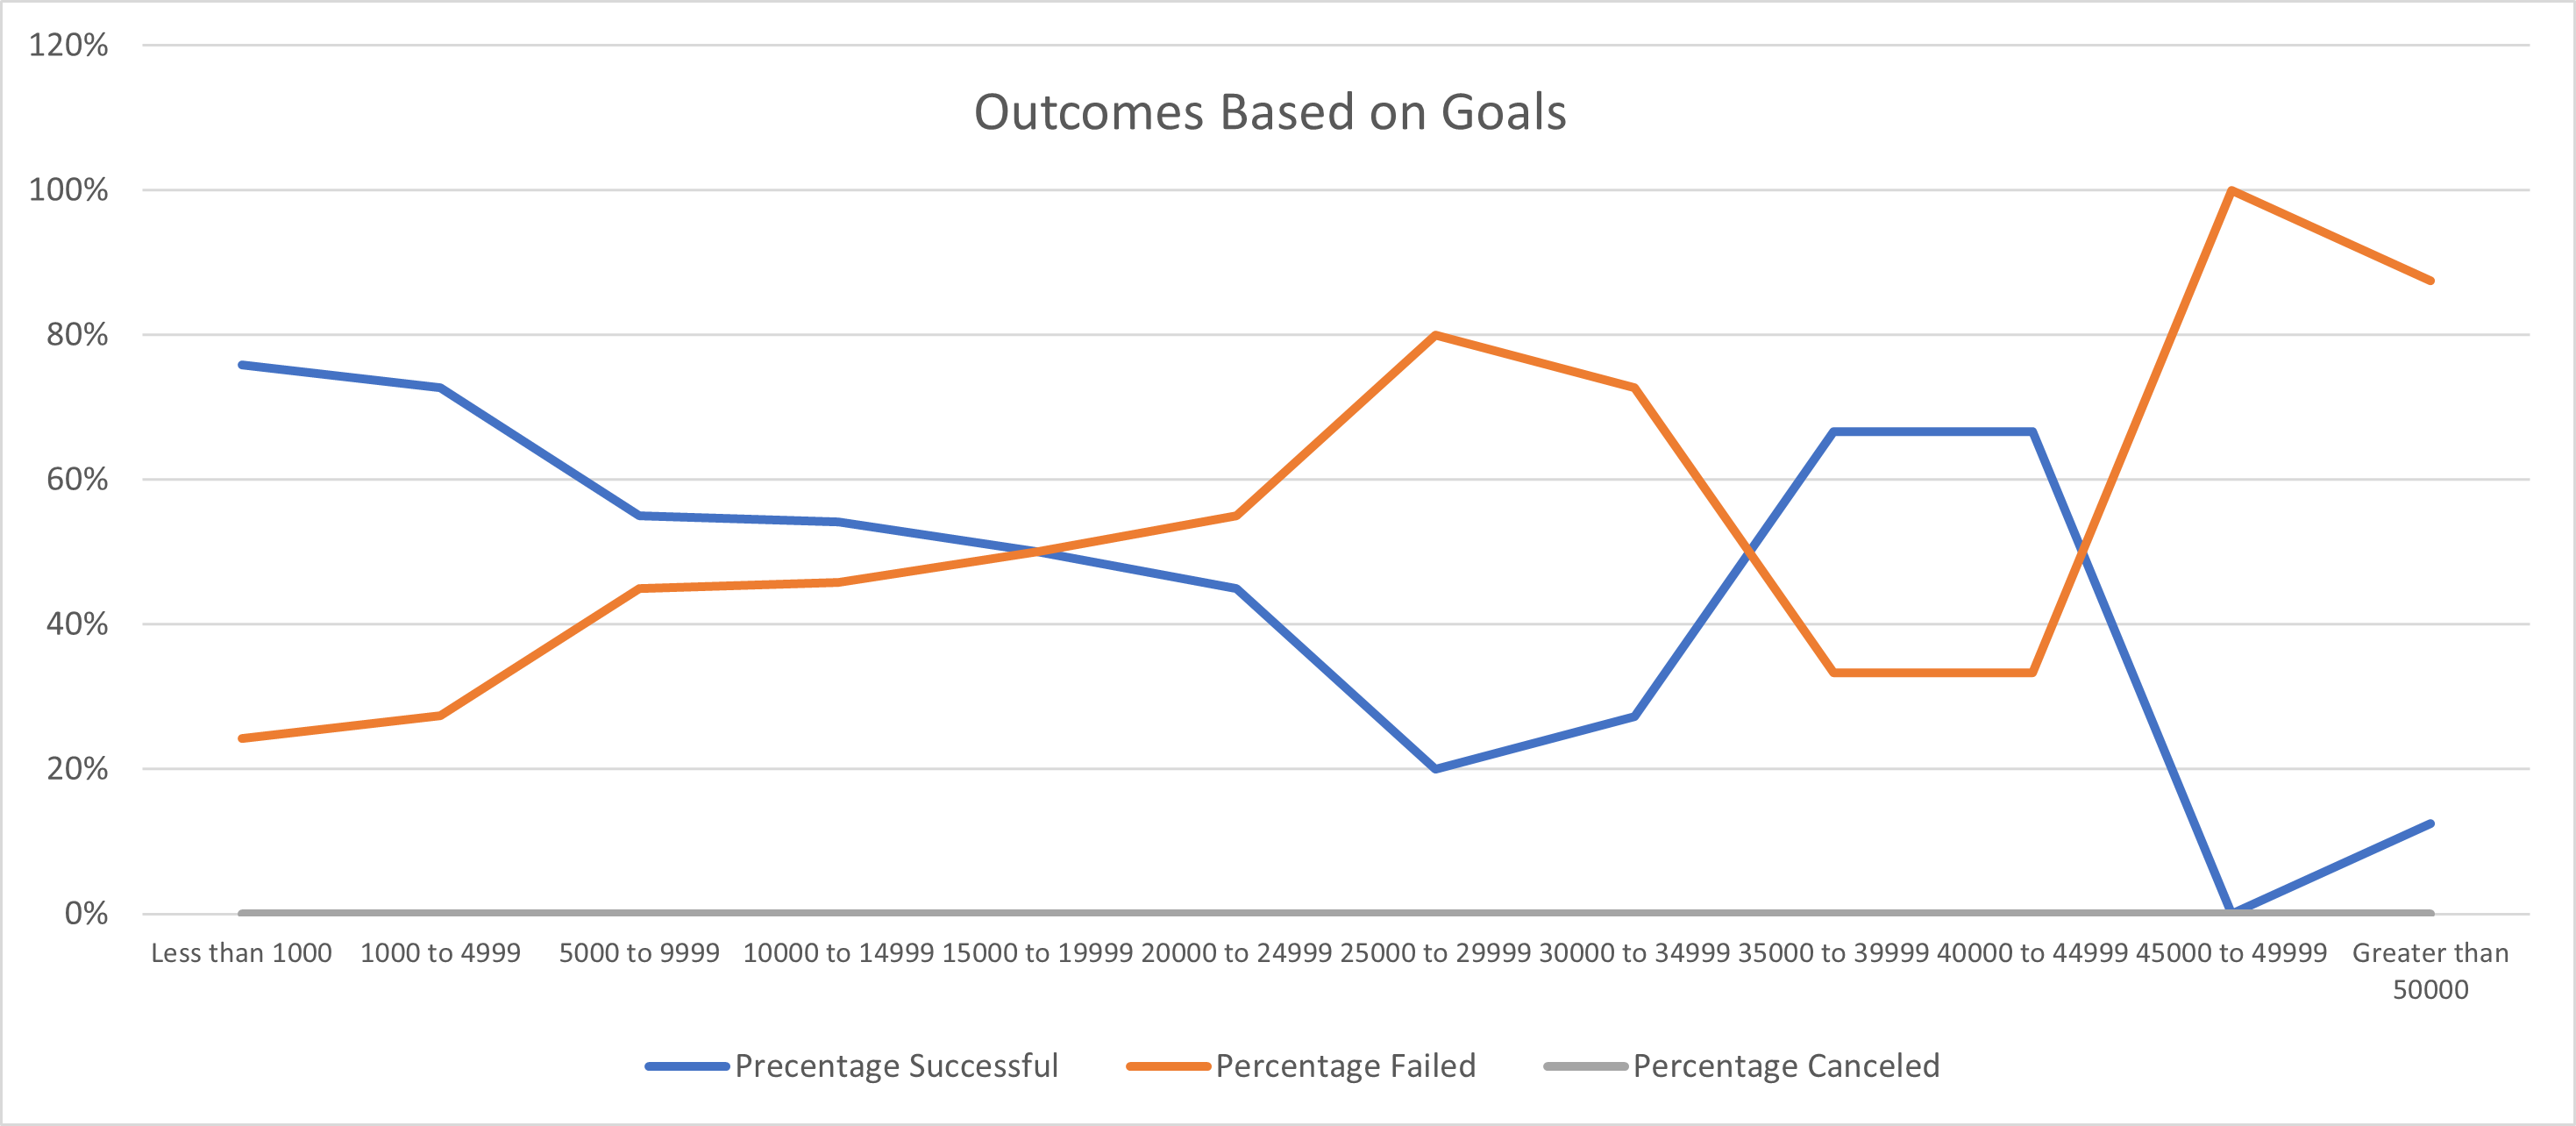 Outcomes Based on Goals
120%
100%
80%
60%
40%
20%
0%
Less than 1000
1000 to 4999
5000 to 9999
10000 to 14999
15000 to 19999
20000 to 24999
25000 to 29999
30000 to 34999
35000 to 39999
40000 to 44999
45000 to 49999
Greater than
50000
Precentage Successful
Percentage Failed
Percentage Canceled